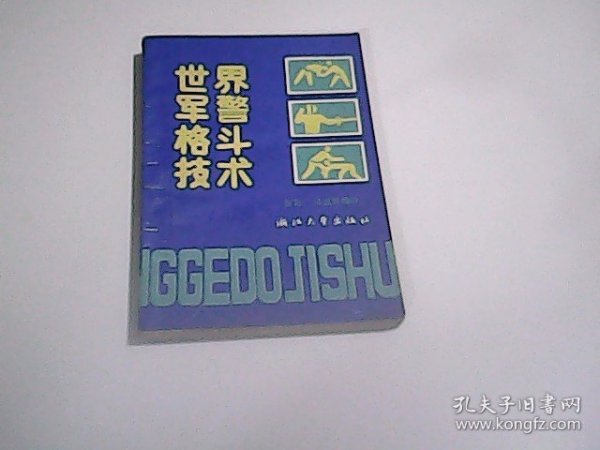 世界
军警
格斗
技术
浙江大学出版社
IGGEDOJISHU
孔夫子旧书网
www.kongfz.com